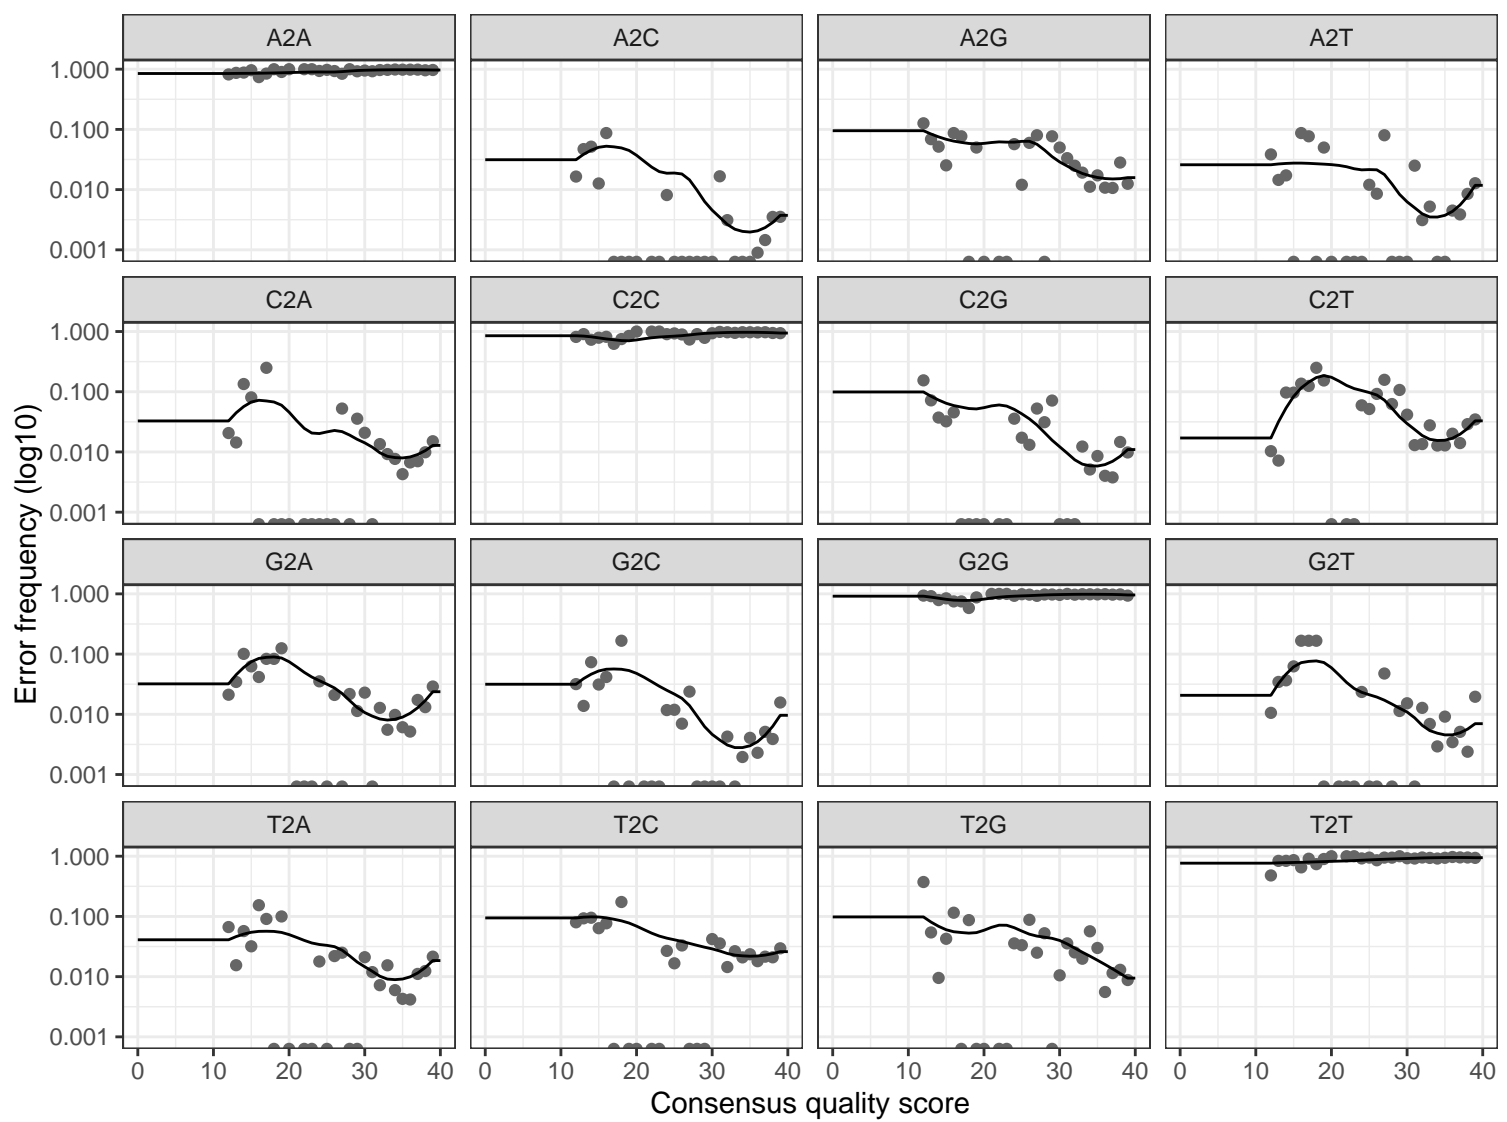 A2A A2C A2G A2T
1.000
0.100
0.010
0.001
C2A C2C C2G C2T
1.000
0.100
0.010
0.001
G2A G2C G2G G2T
1.000
0.100
0.010
0.001
T2A T2C T2G T2T
1.000
0.100
0.010
0.001
0 10 20 30 40 0 10 20 30 40 0 10 20 30 40 0 10 20 30 40
Consensus quality score
Error frequency (log10)